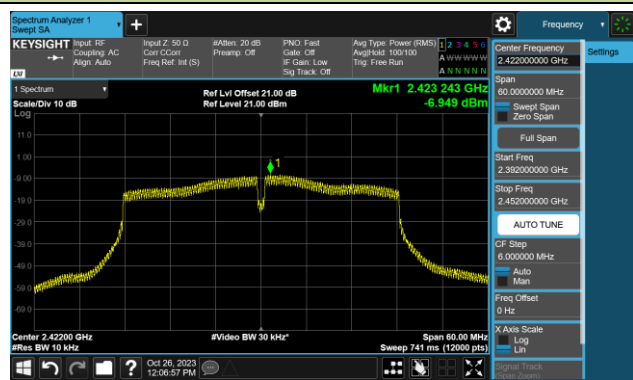 Spectrum Analyzer 1
Swept SA
Frequency
KEYSIGHT
Input: RF
Coupling: AC
Align: Auto
Input Z: 50 Ω
Corr CCorr
Freq Ref: Int (S)
#Atten: 20 dB
Preamp: Off
PNO: Fast
Gate: Off
IF Gain: Low
Sig Track: Off
Avg Type: Power (RMS)
Avg|Hold: 100/100
Trig: Free Run
1 2 3 4 5 6
A W W W W W
A N N N N N
LXI
1 Spectrum
Scale/Div 10 dB
Log
Ref Lvl Offset 21.00 dB
Ref Level 21.00 dBm
Mkr1 2.423 243 GHz
-6.949 dBm
11.0
1.00
-9.00
-19.0
-29.0
-39.0
-49.0
-59.0
-69.0
1
Center 2.42200 GHz
#Res BW 10 kHz
#Video BW 30 kHz*
Span 60.00 MHz
Sweep 741 ms (12000 pts)
Center Frequency
2.422000000 GHz
Span
60.0000000 MHz
Swept Span
Zero Span
Full Span
Start Freq
2.392000000 GHz
Stop Freq
2.452000000 GHz
AUTO TUNE
CF Step
6.000000 MHz
Auto
Man
Freq Offset
0 Hz
X Axis Scale
Log
Lin
Signal Track
(Span Zoom)
Settings
?
Oct 26, 2023
12:06:57 PM